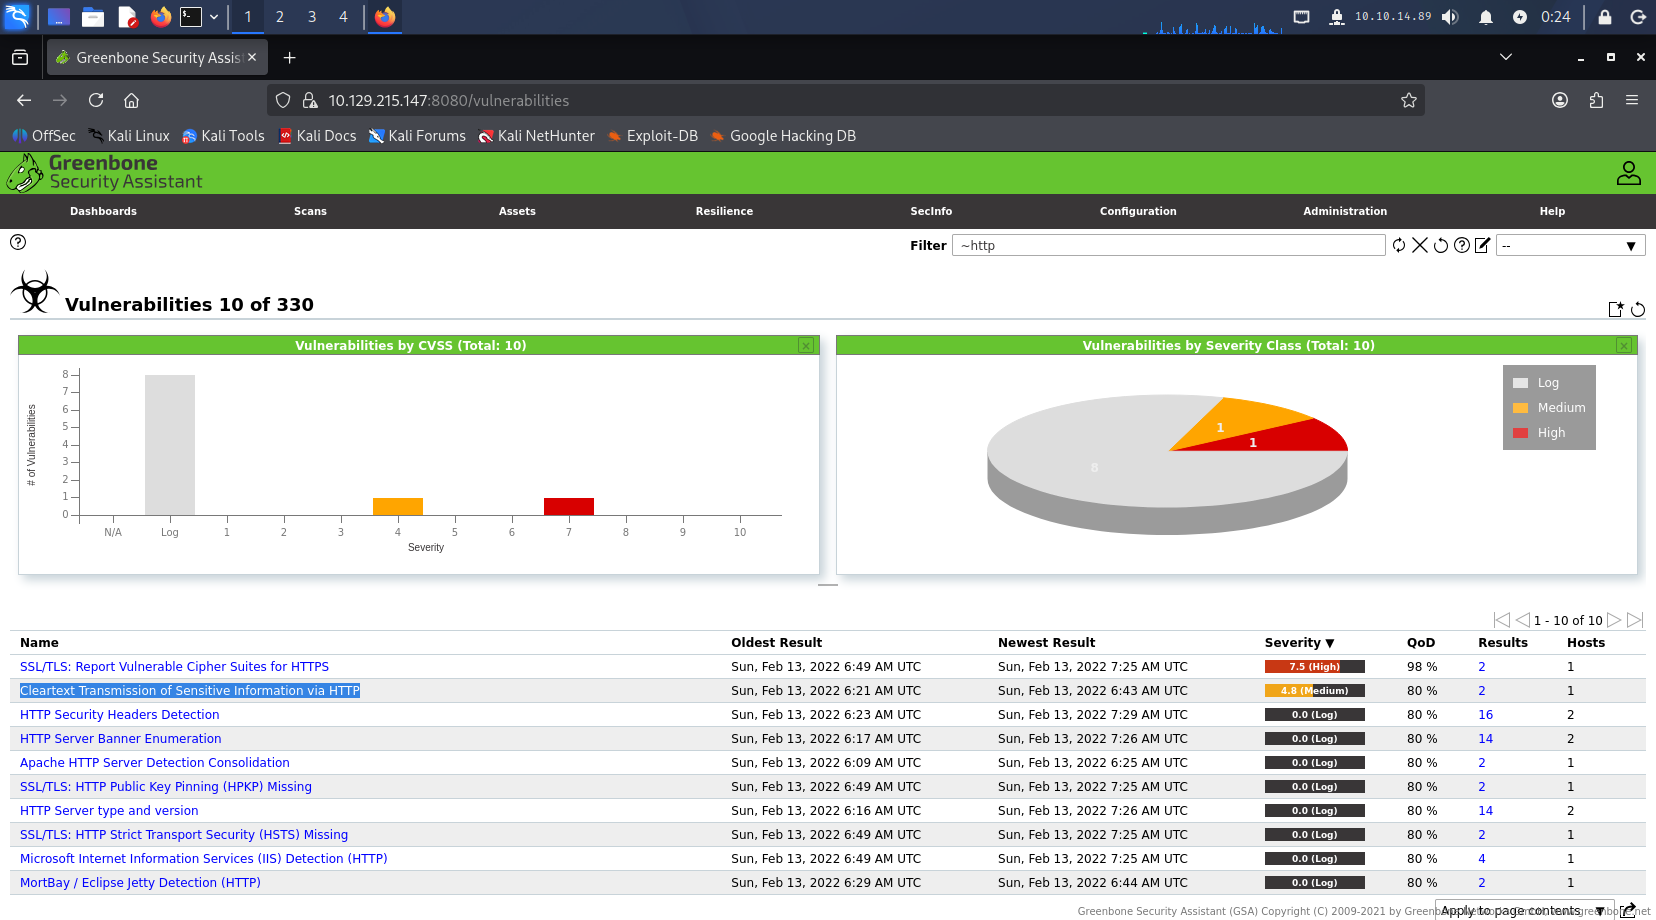 1 2 3 4 10.10.14.89 0:24
Greenbone Security Assis
10.129.215.147:8080/vulnerabilities
OffSec Kali Linux Kali Tools Kali Docs Kali Forums Kali NetHunter Exploit-DB Google Hacking DB
Greenbone
Security Assistant
Dashboards Scans Assets Resilience SecInfo Configuration Administration Help
Filter ~http --
Vulnerabilities 10 of 330
Vulnerabilities by CVSS (Total: 10)
8
7
6
5
4
3
2
1
0
# of Vulnerabilities
N/A Log 1 2 3 4 5 6 7 8 9 10
Severity
Vulnerabilities by Severity Class (Total: 10)
Log
Medium
High
1
1
8
1 - 10 of 10
Name Oldest Result Newest Result Severity ▼ QoD Results Hosts
SSL/TLS: Report Vulnerable Cipher Suites for HTTPS Sun, Feb 13, 2022 6:49 AM UTC Sun, Feb 13, 2022 7:25 AM UTC 7.5 (High) 98 % 2 1
Cleartext Transmission of Sensitive Information via HTTP Sun, Feb 13, 2022 6:21 AM UTC Sun, Feb 13, 2022 6:43 AM UTC 4.8 (Medium) 80 % 2 1
HTTP Security Headers Detection Sun, Feb 13, 2022 6:23 AM UTC Sun, Feb 13, 2022 7:29 AM UTC 0.0 (Log) 80 % 16 2
HTTP Server Banner Enumeration Sun, Feb 13, 2022 6:17 AM UTC Sun, Feb 13, 2022 7:26 AM UTC 0.0 (Log) 80 % 14 2
Apache HTTP Server Detection Consolidation Sun, Feb 13, 2022 6:09 AM UTC Sun, Feb 13, 2022 6:25 AM UTC 0.0 (Log) 80 % 2 1
SSL/TLS: HTTP Public Key Pinning (HPKP) Missing Sun, Feb 13, 2022 6:49 AM UTC Sun, Feb 13, 2022 7:25 AM UTC 0.0 (Log) 80 % 2 1
HTTP Server type and version Sun, Feb 13, 2022 6:16 AM UTC Sun, Feb 13, 2022 7:26 AM UTC 0.0 (Log) 80 % 14 2
SSL/TLS: HTTP Strict Transport Security (HSTS) Missing Sun, Feb 13, 2022 6:49 AM UTC Sun, Feb 13, 2022 7:25 AM UTC 0.0 (Log) 80 % 2 1
Microsoft Internet Information Services (IIS) Detection (HTTP) Sun, Feb 13, 2022 6:49 AM UTC Sun, Feb 13, 2022 7:25 AM UTC 0.0 (Log) 80 % 4 1
MortBay / Eclipse Jetty Detection (HTTP) Sun, Feb 13, 2022 6:29 AM UTC Sun, Feb 13, 2022 6:44 AM UTC 0.0 (Log) 80 % 2 1
Apply to page contents
Greenbone Security Assistant (GSA) Copyright (C) 2009-2021 by